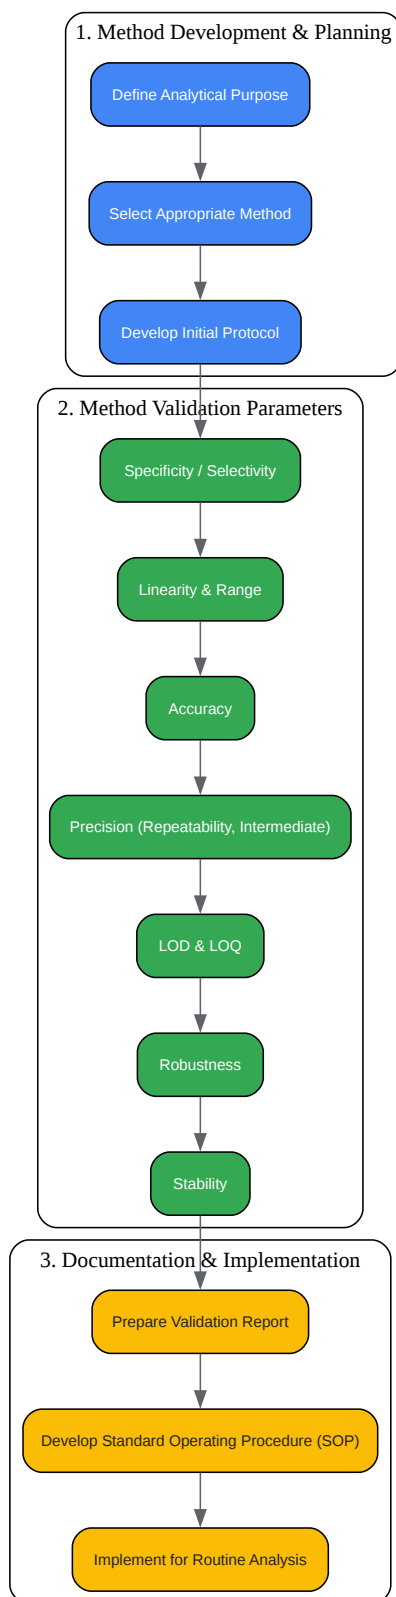 1. Method Development & Planning
Define Analytical Purpose
Select Appropriate Method
Develop Initial Protocol
2. Method Validation Parameters
Specificity / Selectivity
Linearity & Range
Accuracy
Precision (Repeatability, Intermediate)
LOD & LOQ
Robustness
Stability
3. Documentation & Implementation
Prepare Validation Report
Develop Standard Operating Procedure (SOP)
Implement for Routine Analysis